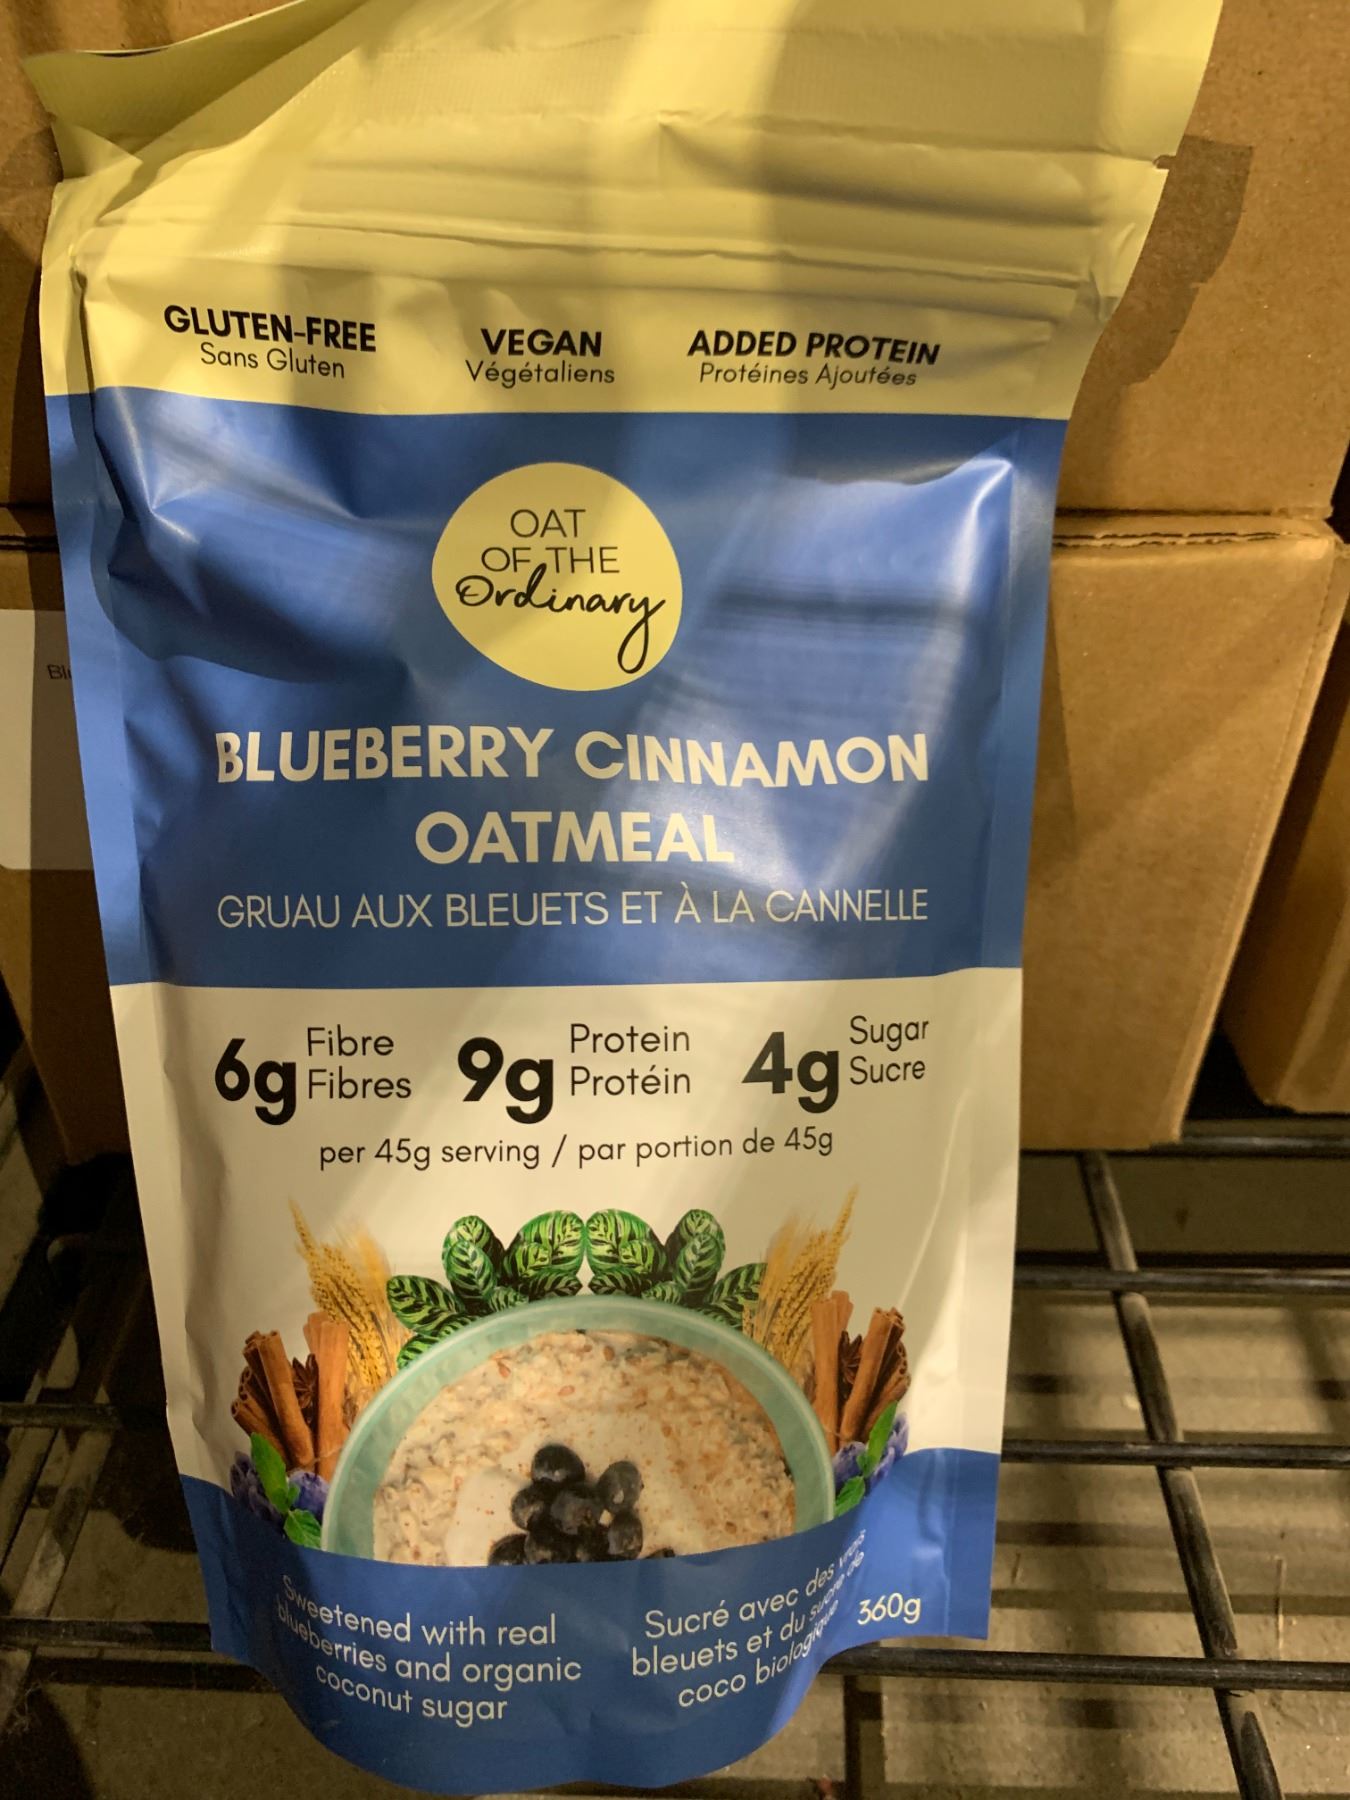 GLUTEN-FREE
Sans Gluten
VEGAN
Végétaliens
ADDED PROTEIN
Protéines Ajoutées
OAT
OF THE
Ordinary
BLUEBERRY CINNAMON
OATMEAL
GRUAU AUX BLEUETS ET À LA CANNELLE
6g Fibre
Fibres
9g Protein
Protéin
4g Sugar
Sucre
per 45g serving / par portion de 45g
Sweetened with real
blueberries and organic
coconut sugar
Sucré avec des vrais
bleuets et du sucre de
coco biologique
360g